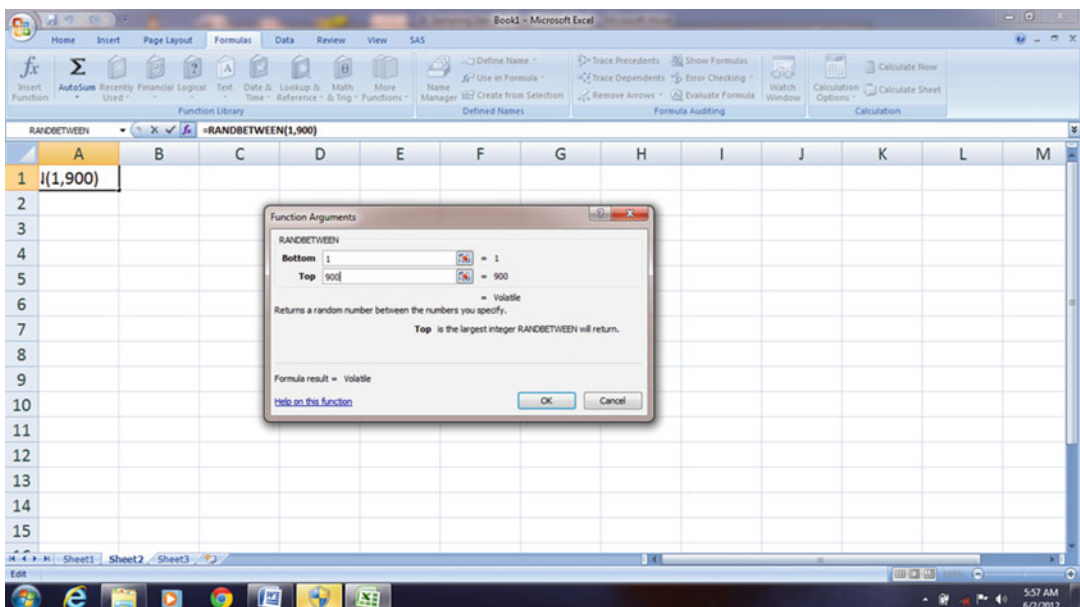 Book1 - Microsoft Excel
Home Insert Page Layout Formulas Data Review View SAS
fx Σ A θ
Define Name Trace Precedents Show Formulas
Use in Formula Trace Dependents Error Checking Calculate Now
Insert Function AutoSum Recently Used Financial Logical Text Date & Time Lookup & Reference Math & Trig More Functions Name Manager Create from Selection Remove Arrows Evaluate Formula Watch Window Calculation Options Calculate Sheet
Function Library Defined Names Formula Auditing Calculation
RANDBETWEEN fx =RANDBETWEEN(1,900)
A B C D E F G H I J K L M
1 I(1,900)
2
3
4
5
6
7
8
9
10
11
12
13
14
15
Function Arguments
RANDBETWEEN
Bottom 1 = 1
Top 900 = 900
= Volatile
Returns a random number between the numbers you specify.
Top is the largest integer RANDBETWEEN will return.
Formula result = Volatile
Help on this function OK Cancel
Sheet1 Sheet2 Sheet3
Edit
5:57 AM
6/7/2012